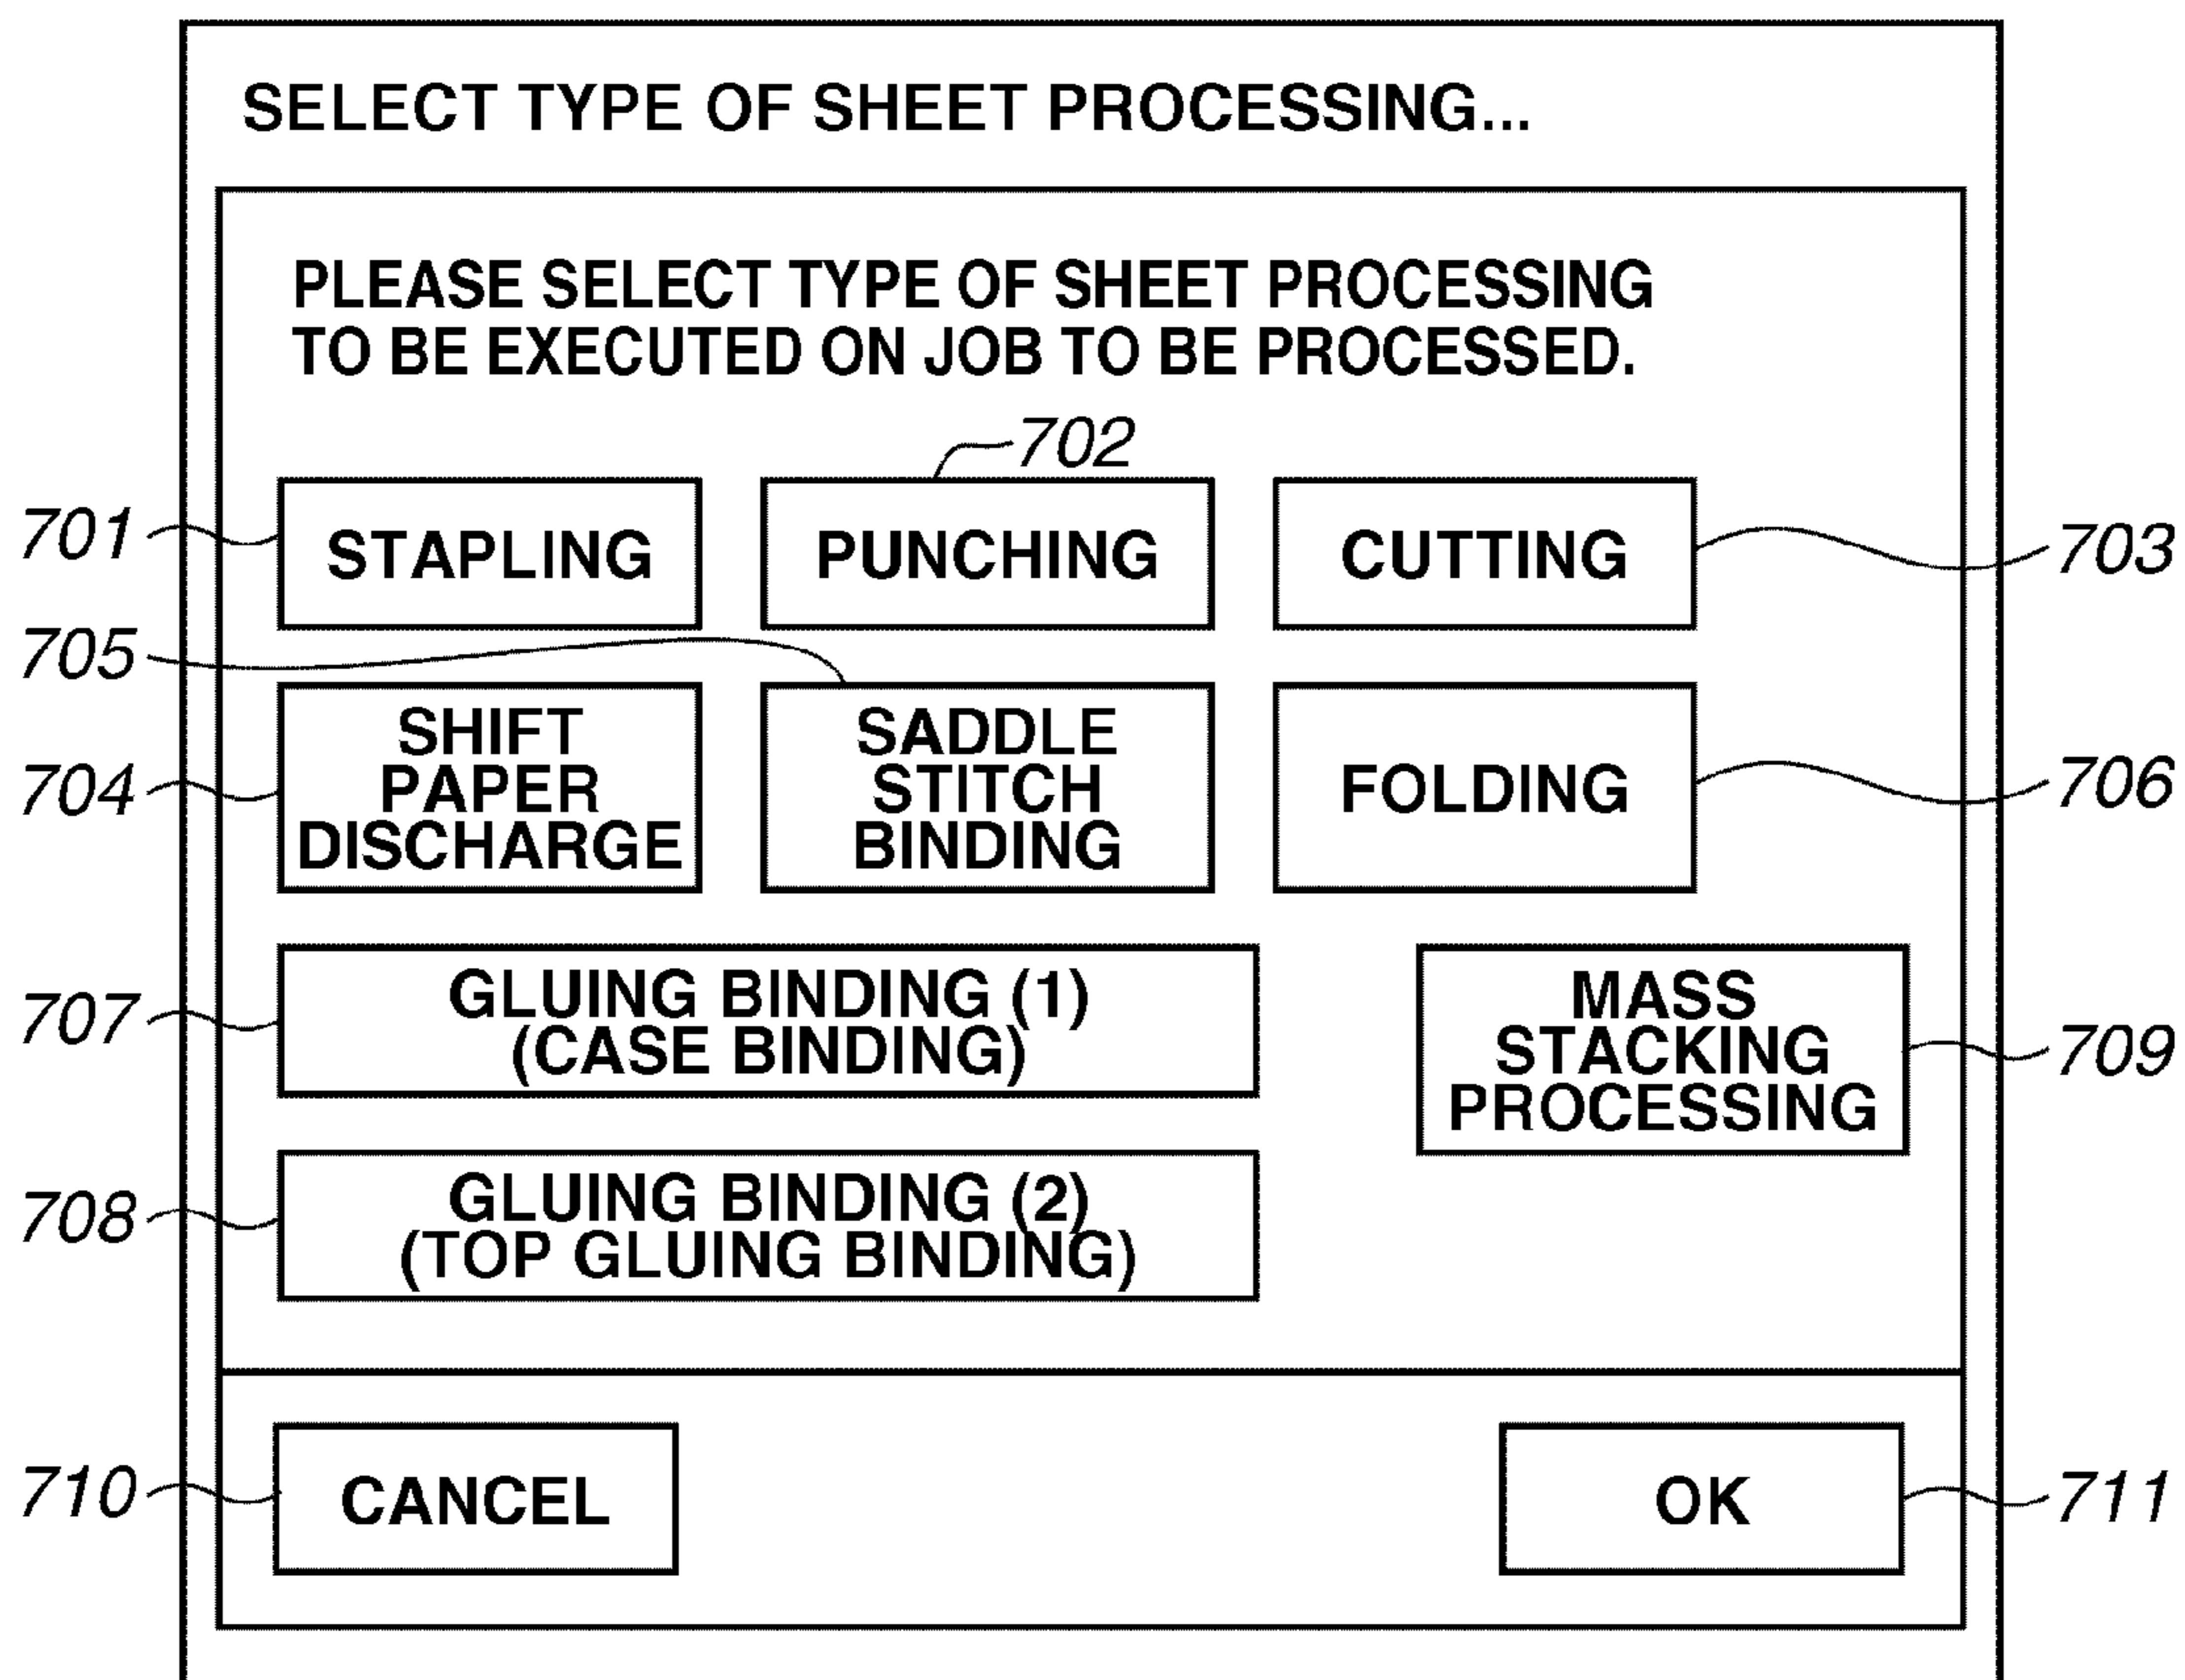 SELECT TYPE OF SHEET PROCESSING...
PLEASE SELECT TYPE OF SHEET PROCESSING
TO BE EXECUTED ON JOB TO BE PROCESSED.
702
701
STAPLING
PUNCHING
CUTTING
703
705
704
SHIFT
PAPER
DISCHARGE
SADDLE
STITCH
BINDING
FOLDING
706
707
GLUING BINDING (1)
(CASE BINDING)
MASS
STACKING
PROCESSING
709
708
GLUING BINDING (2)
(TOP GLUING BINDING)
710
CANCEL
OK
711